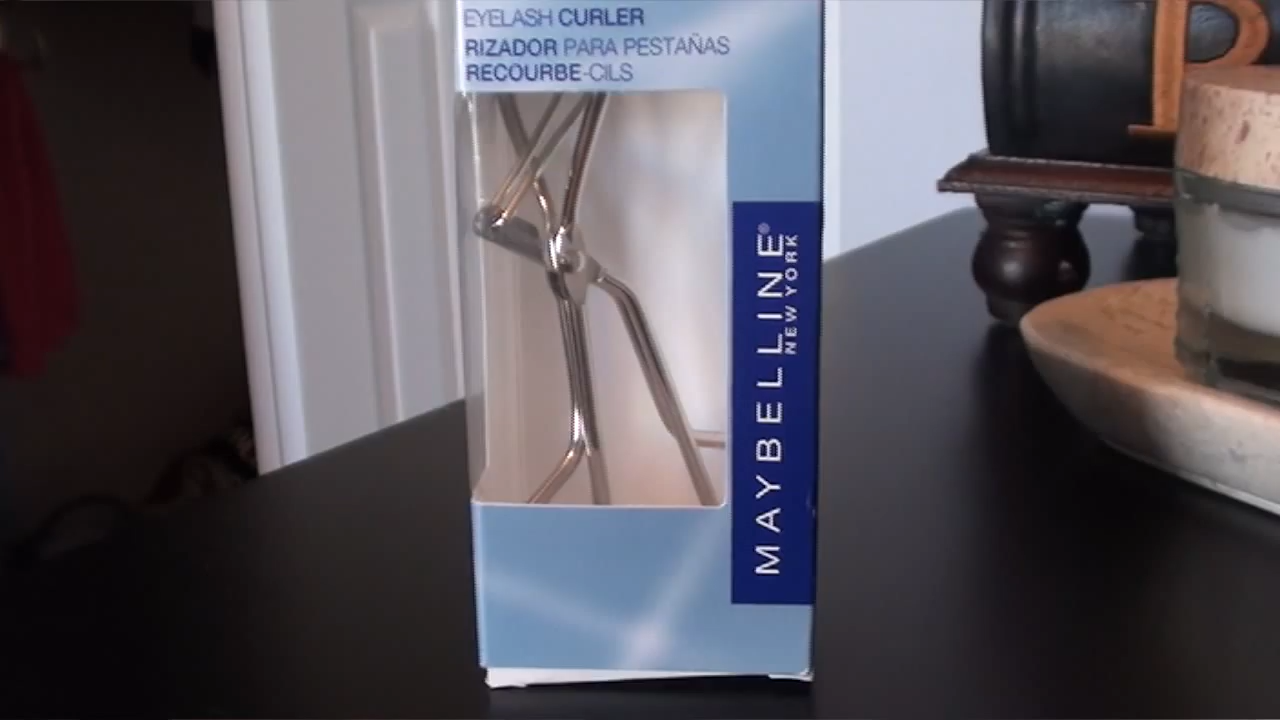 EYELASH CURLER
RIZADOR PARA PESTAÑAS
RECOURBE-CILS
MAYBELLINE®
NEW YORK
P